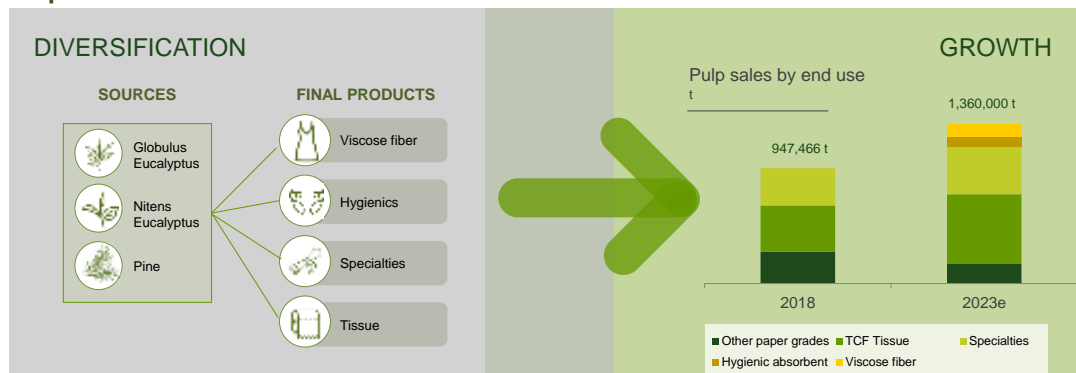 DIVERSIFICATION
SOURCES
Globulus
Eucalyptus
Nitens
Eucalyptus
Pine
FINAL PRODUCTS
Viscose fiber
Hygienics
Specialties
Tissue
GROWTH
Pulp sales by end use
t
947,466 t
1,360,000 t
2018
2023e
Other paper grades
TCF Tissue
Specialties
Hygienic absorbent
Viscose fiber